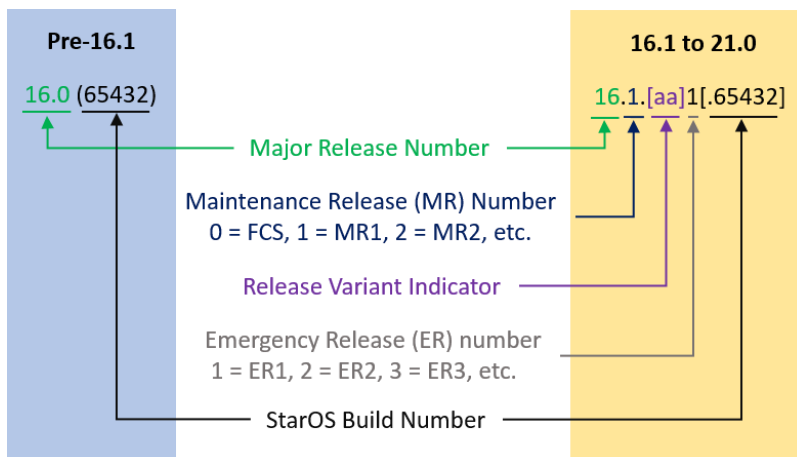 Pre-16.1
16.1 to 21.0
16.0 (65432)
16.1.[aa]1[.65432]
Major Release Number
Maintenance Release (MR) Number
0 = FCS, 1 = MR1, 2 = MR2, etc.
Release Variant Indicator
Emergency Release (ER) number
1 = ER1, 2 = ER2, 3 = ER3, etc.
StarOS Build Number